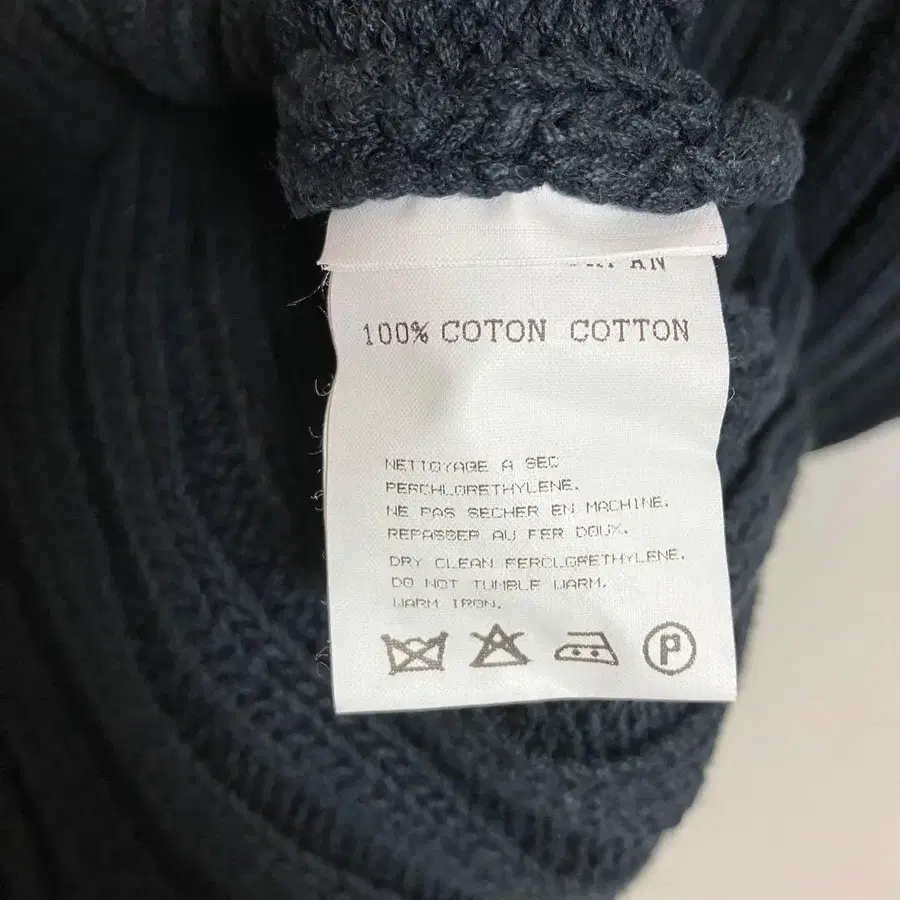 100% COTON COTTON
NETTOYAGE A SEC
PERCHLORETHYLENE.
NE PAS SECHER EN MACHINE.
REPASSER AU FER DOUX.
DRY CLEAN PERCLORETHYLENE.
DO NOT TUMBLE WARM.
WARM IRON.
P